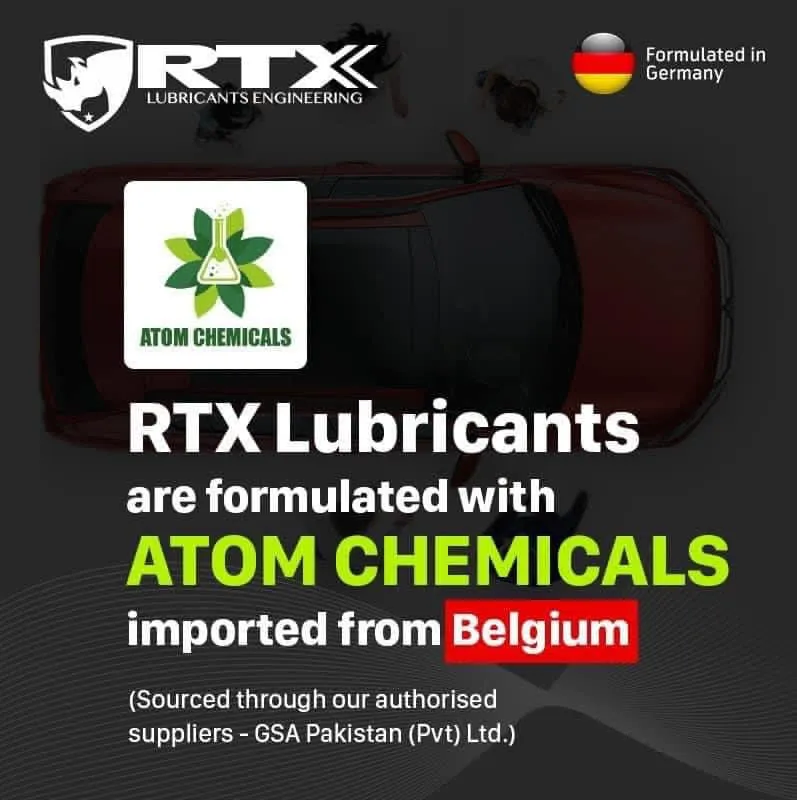 RTX
LUBRICANTS ENGINEERING
Formulated in
Germany
ATOM CHEMICALS
RTX Lubricants
are formulated with
ATOM CHEMICALS
imported from Belgium
(Sourced through our authorised
suppliers - GSA Pakistan (Pvt) Ltd.)